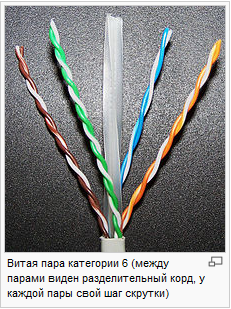 Витая пара категории 6 (между
парами виден разделительный корд, у
каждой пары свой шаг скрутки)